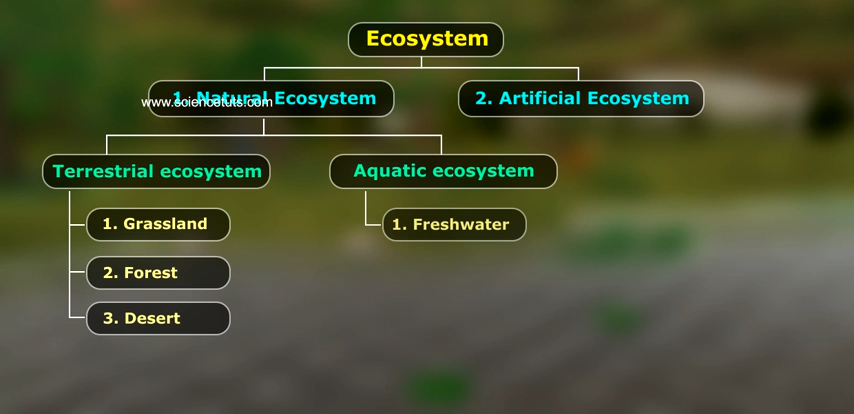 Ecosystem
1. Natural Ecosystem
2. Artificial Ecosystem
www.sciencetuts.com
Terrestrial ecosystem
Aquatic ecosystem
1. Grassland
1. Freshwater
2. Forest
3. Desert